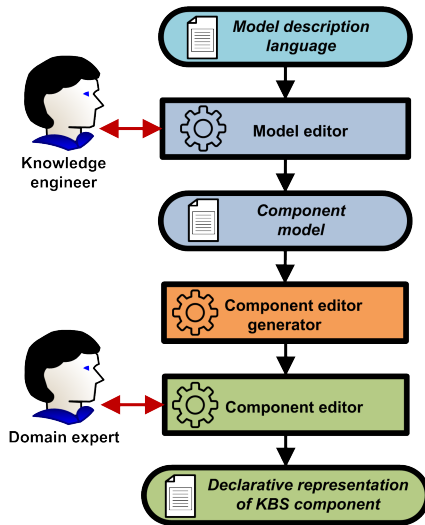 Model description
language
Model editor
Knowledge
engineer
Component
model
Component editor
generator
Component editor
Domain expert
Declarative representation
of KBS component